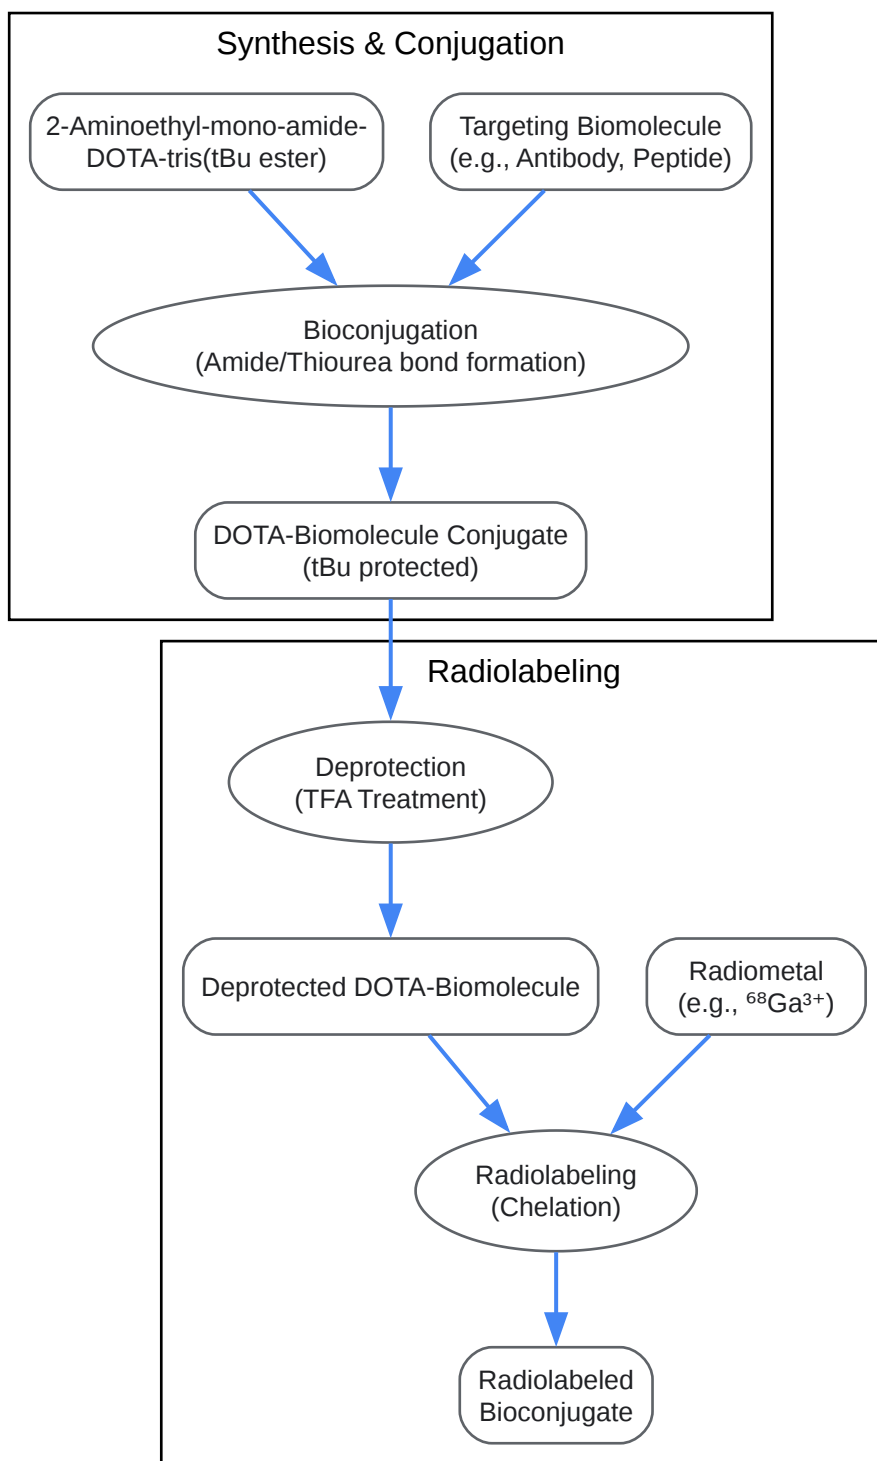 Synthesis & Conjugation
2-Aminoethyl-mono-amide-
DOTA-tris(tBu ester)
Targeting Biomolecule
(e.g., Antibody, Peptide)
Bioconjugation
(Amide/Thiourea bond formation)
DOTA-Biomolecule Conjugate
(tBu protected)
Radiolabeling
Deprotection
(TFA Treatment)
Deprotected DOTA-Biomolecule
Radiometal
(e.g., ⁶⁸Ga³⁺)
Radiolabeling
(Chelation)
Radiolabeled
Bioconjugate